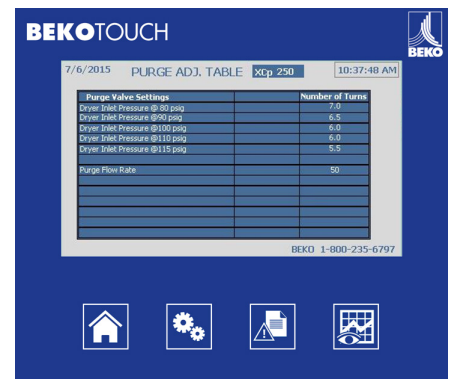 BEKOTOUCH
BEKO
7/6/2015 PURGE ADJ. TABLE XCp 250 10:37:48 AM
Purge Valve Settings Number of Turns
Dryer Inlet Pressure @ 80 psig 7.0
Dryer Inlet Pressure @90 psig 6.5
Dryer Inlet Pressure @100 psig 6.0
Dryer Inlet Pressure @110 psig 6.0
Dryer Inlet Pressure @115 psig 5.5
Purge Flow Rate 50
BEKO 1-800-235-6797